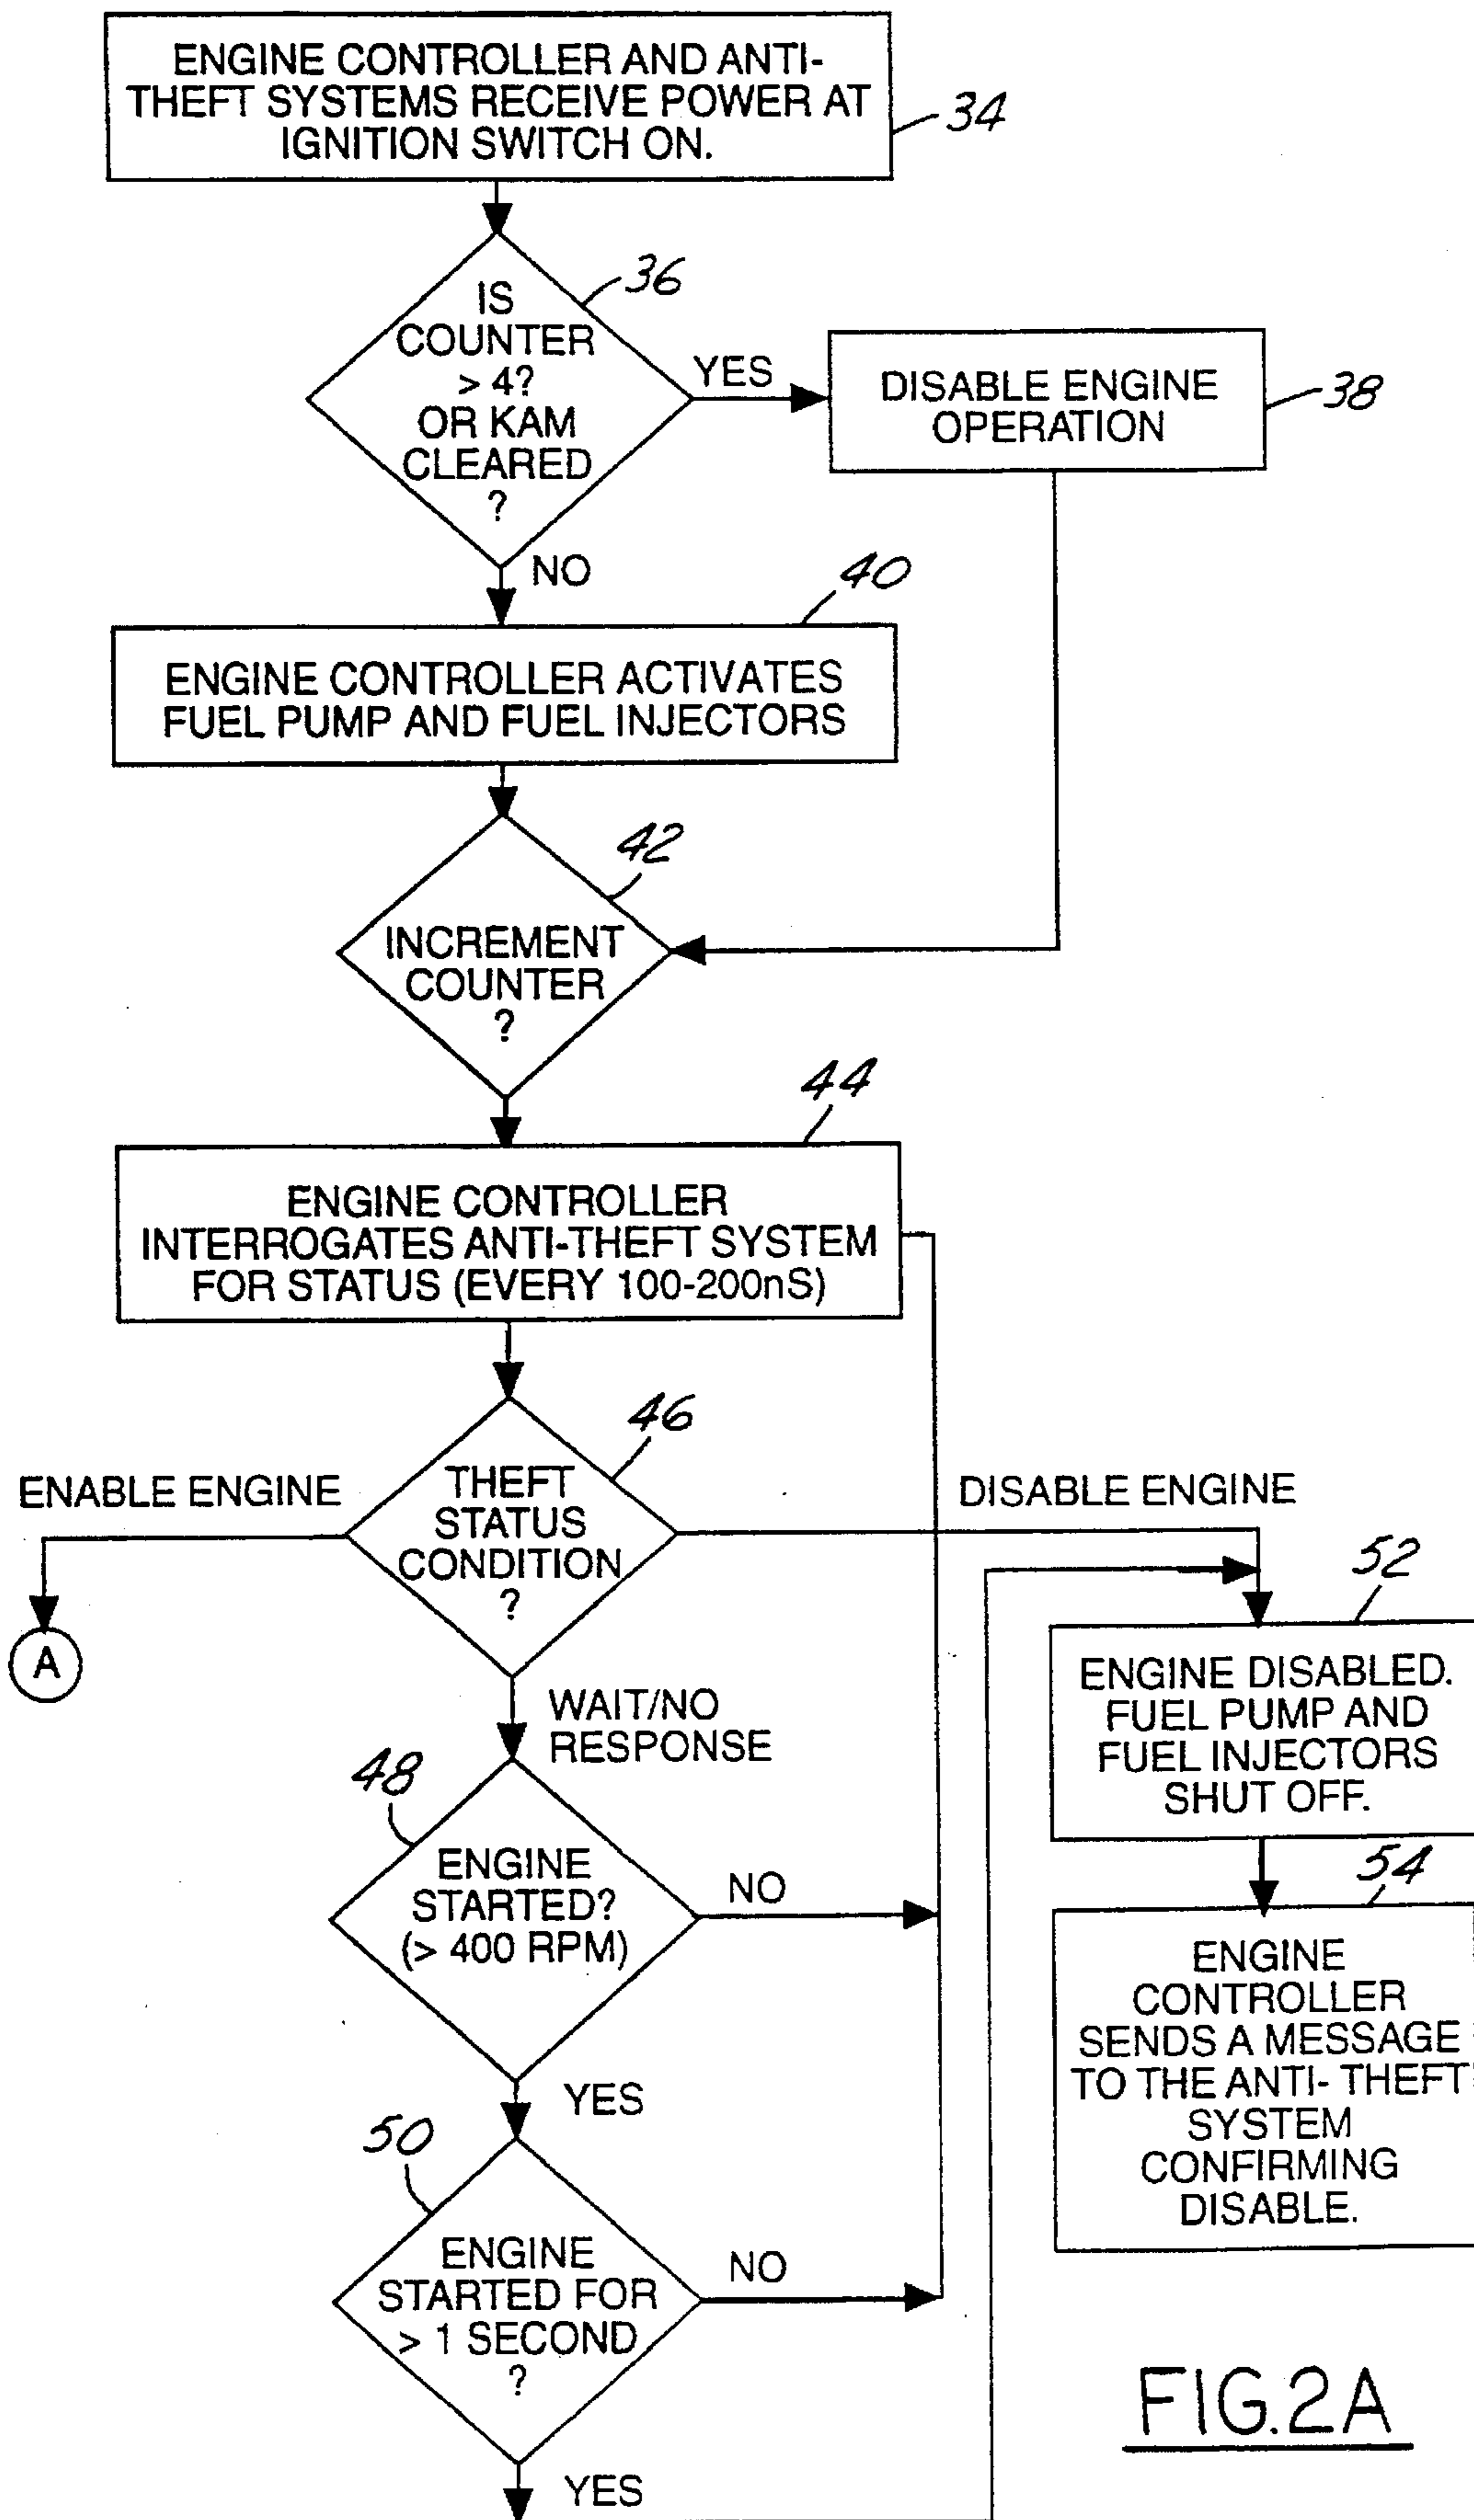 ENGINE CONTROLLER AND ANTI-
THEFT SYSTEMS RECEIVE POWER AT
IGNITION SWITCH ON.
34
IS
COUNTER
> 4?
OR KAM
CLEARED
?
36
YES
DISABLE ENGINE
OPERATION
38
NO
40
ENGINE CONTROLLER ACTIVATES
FUEL PUMP AND FUEL INJECTORS
42
INCREMENT
COUNTER
?
44
ENGINE CONTROLLER
INTERROGATES ANTI-THEFT SYSTEM
FOR STATUS (EVERY 100-200nS)
46
ENABLE ENGINE
THEFT
STATUS
CONDITION
?
DISABLE ENGINE
A
52
ENGINE DISABLED.
FUEL PUMP AND
FUEL INJECTORS
SHUT OFF.
WAIT/NO
RESPONSE
48
ENGINE
STARTED?
(> 400 RPM)
NO
54
ENGINE
CONTROLLER
SENDS A MESSAGE
TO THE ANTI- THEFT
SYSTEM
CONFIRMING
DISABLE.
YES
50
ENGINE
STARTED FOR
> 1 SECOND
?
NO
YES
FIG.2A